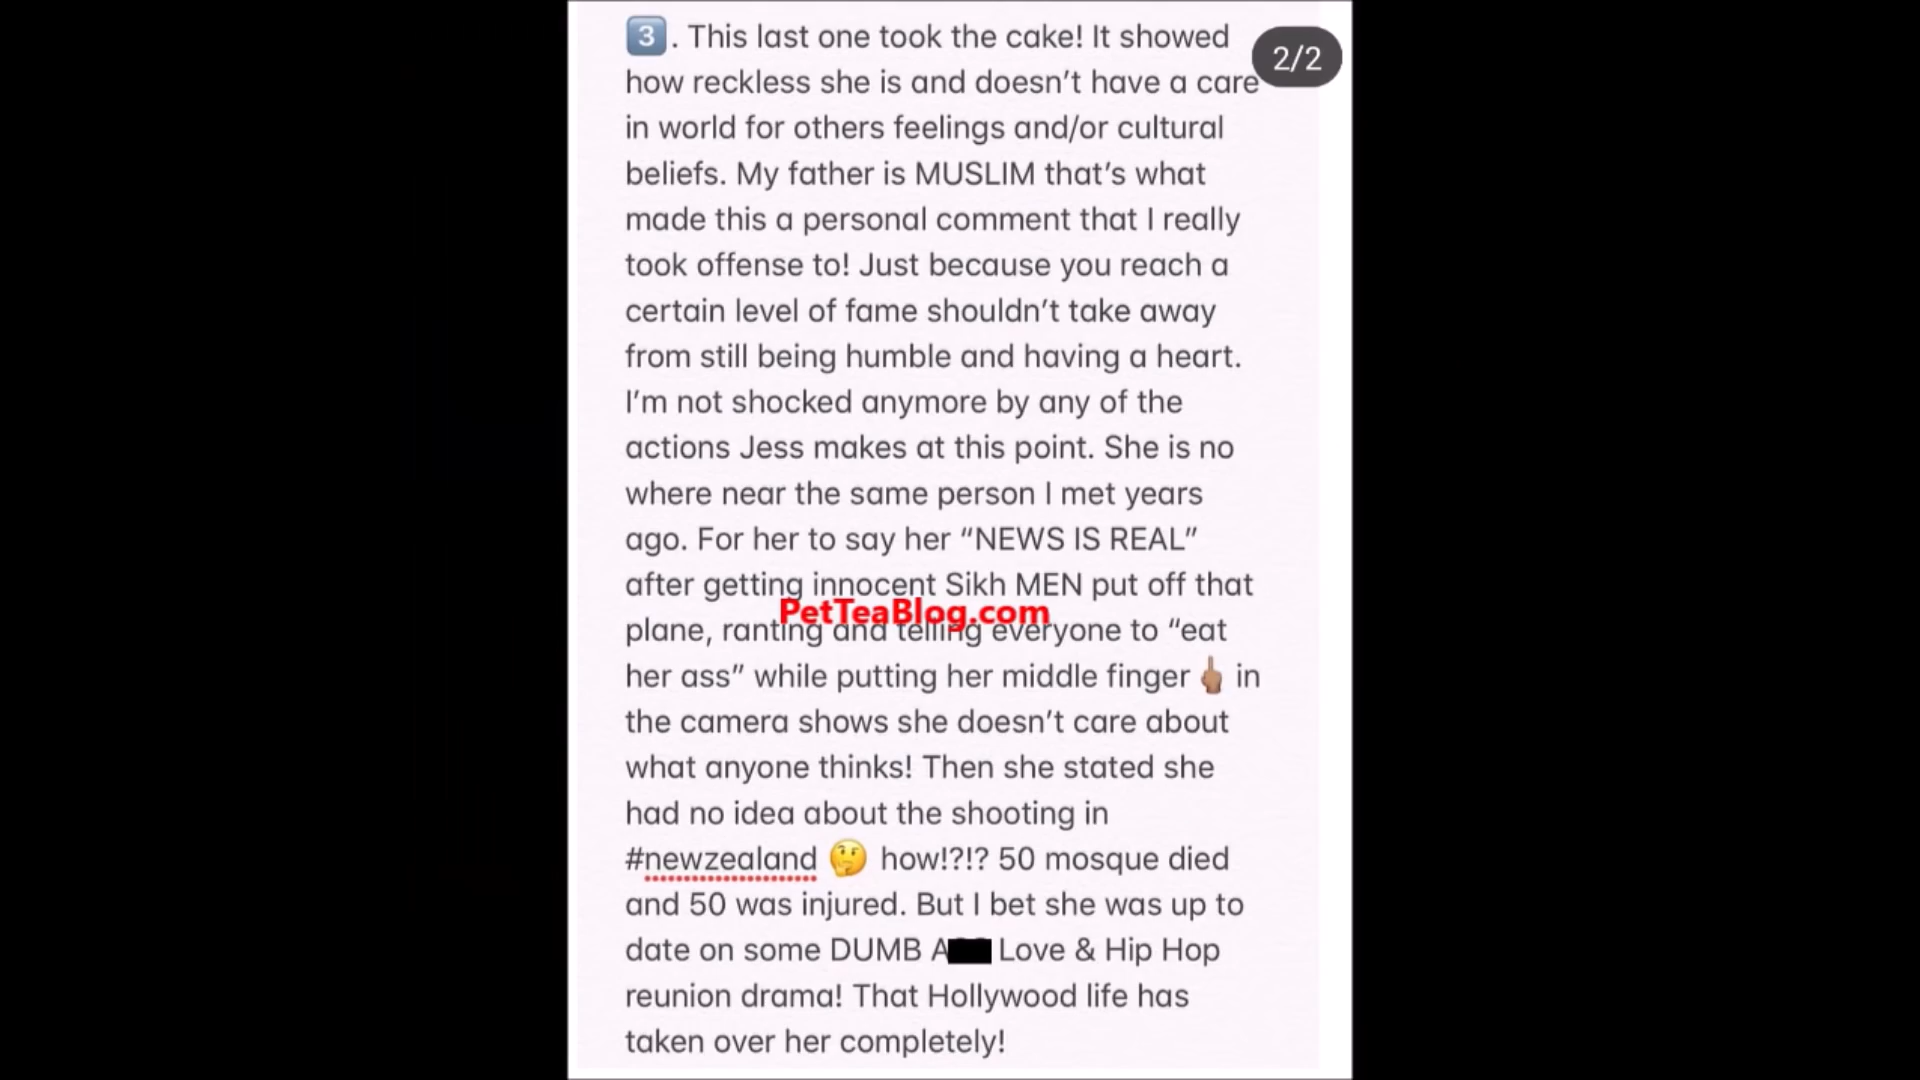 3️⃣. This last one took the cake! It showed
2/2
how reckless she is and doesn’t have a care
in world for others feelings and/or cultural
beliefs. My father is MUSLIM that’s what
made this a personal comment that I really
took offense to! Just because you reach a
certain level of fame shouldn’t take away
from still being humble and having a heart.
I’m not shocked anymore by any of the
actions Jess makes at this point. She is no
where near the same person I met years
ago. For her to say her “NEWS IS REAL”
after getting innocent Sikh MEN put off that
PetTeaBlog.com
plane, ranting and telling everyone to “eat
her ass” while putting her middle finger🖕🏽 in
the camera shows she doesn’t care about
what anyone thinks! Then she stated she
had no idea about the shooting in
#newzealand 🤔 how!?!? 50 mosque died
and 50 was injured. But I bet she was up to
date on some DUMB A Love & Hip Hop
reunion drama! That Hollywood life has
taken over her completely!